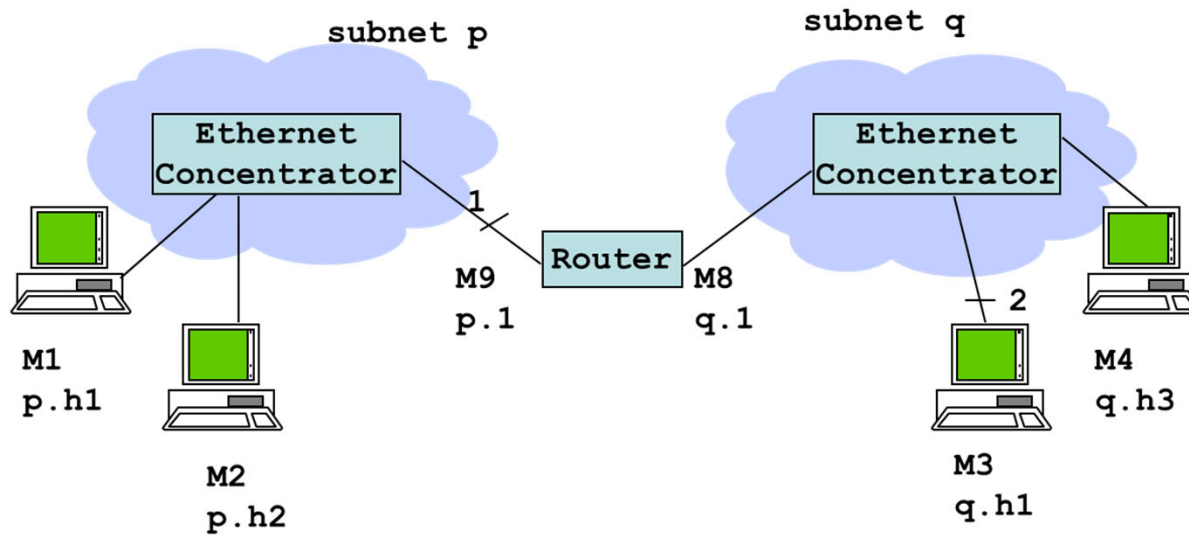 subnet p
subnet q
Ethernet
Concentrator
Ethernet
Concentrator
1
Router
M9
p.1
M8
q.1
2
M1
p.h1
M2
p.h2
M3
q.h1
M4
q.h3